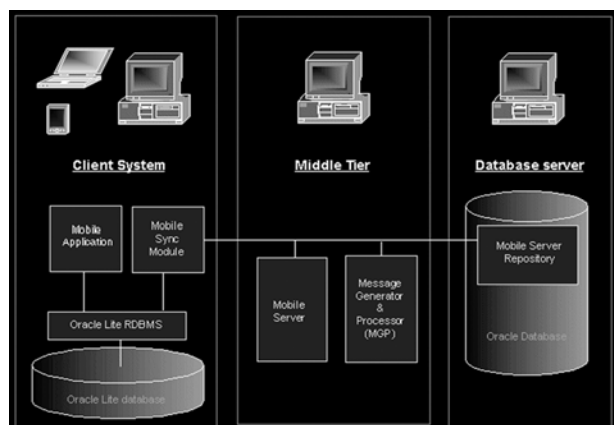 Client System
Middle Tier
Database server
Mobile
Application
Mobile
Sync
Module
Mobile Server
Repository
Mobile
Server
Message
Generator
&
Processor
(MGP)
Oracle Lite RDBMS
Oracle Database
Oracle Lite database